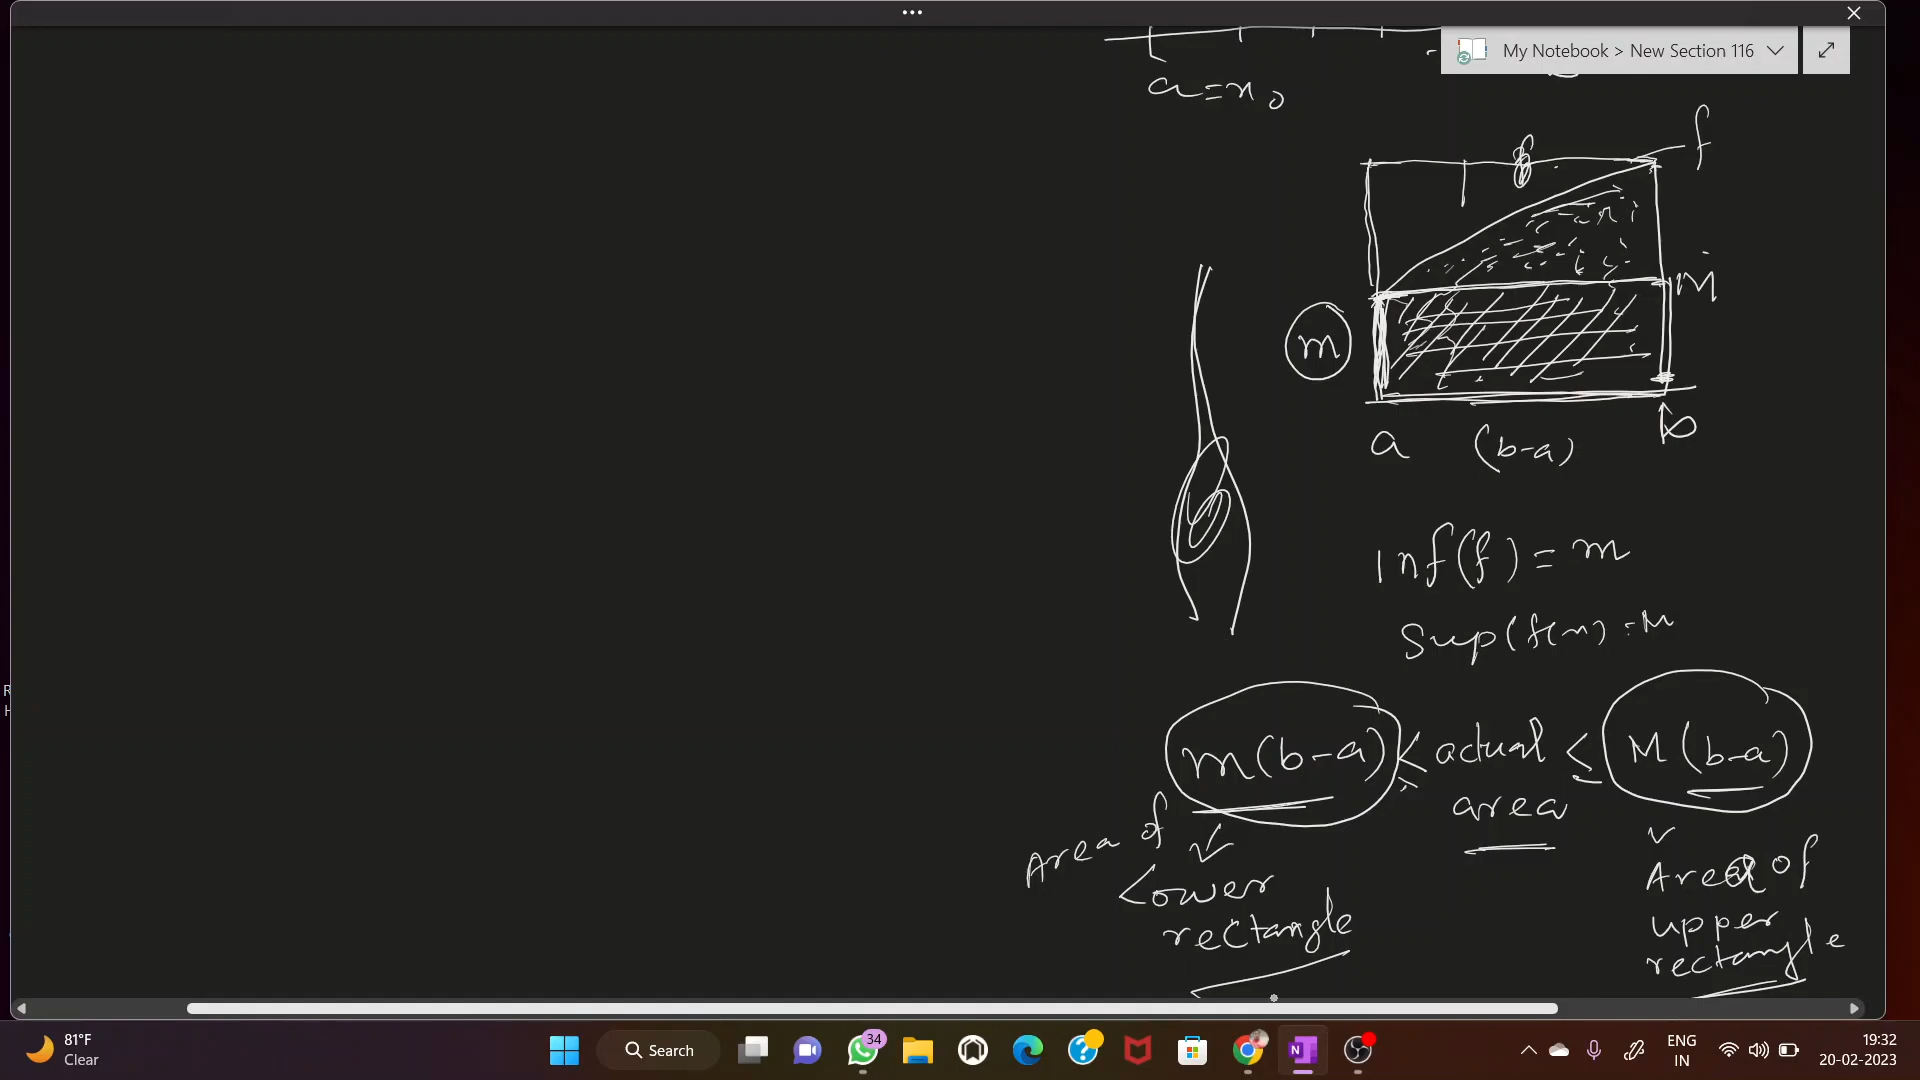 My Notebook > New Section 116
a = x0
f
m
M
a
(b-a)
b
Inf(f) = m
Sup(f(x)) = M
m(b-a) ≤ actual area ≤ M(b-a)
Area of Lower rectangle
Area of upper rectangle
R
H
81°F
Clear
Search
34
N
ENG
IN
19:32
20-02-2023